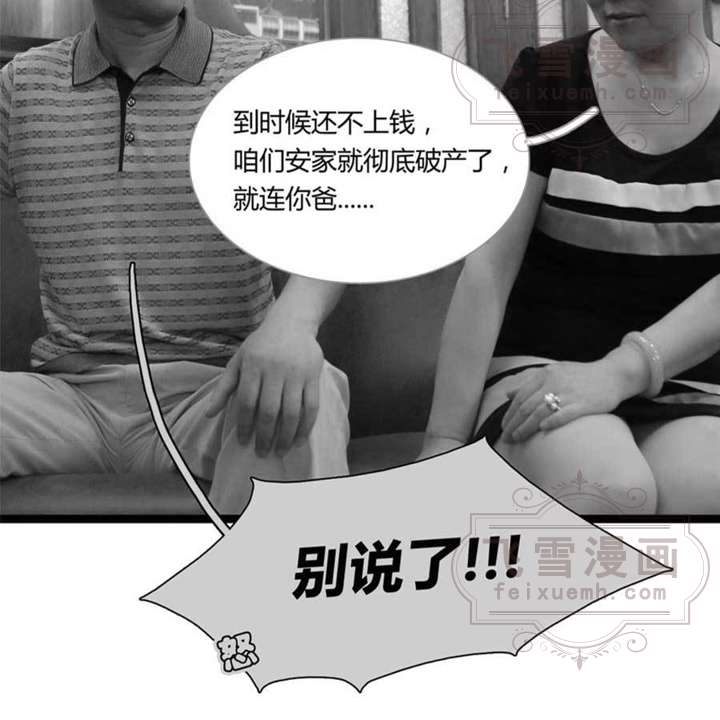 飞雪漫画
feixuemh.com
到时候还不上钱，
咱们安家就彻底破产了，
就连你爸……
别说了!!!
飞雪漫画
feixuemh.com
怒